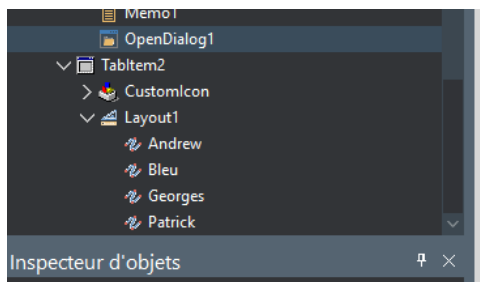 Memo1
OpenDialog1
TabItem2
CustomIcon
Layout1
Andrew
Bleu
Georges
Patrick
Inspecteur d'objets